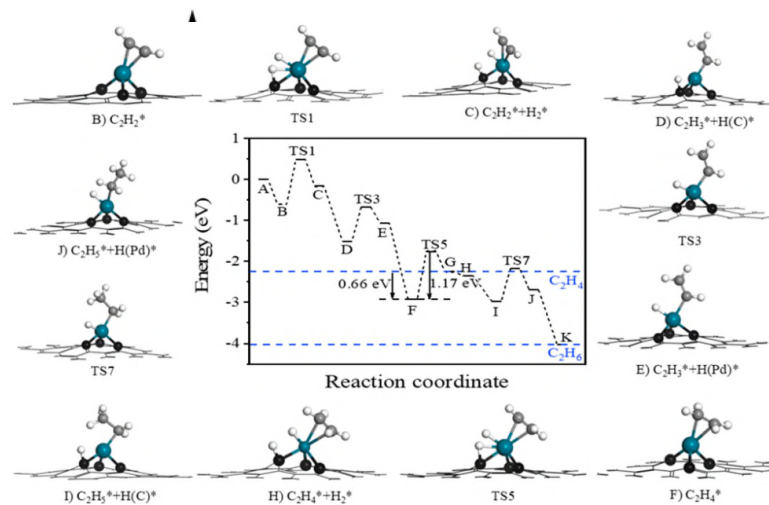 B) C₂H₂*
TS1
C) C₂H₂*+H₂*
D) C₂H₃*+H(C)*
J) C₂H₅*+H(Pd)*
TS3
TS7
E) C₂H₃*+H(Pd)*
I) C₂H₅*+H(C)*
H) C₂H₄*+H₂*
TS5
F) C₂H₄*
Energy (eV)
1
0
-1
-2
-3
-4
A
B
TS1
C
D
TS3
E
F
TS5
G
H
I
TS7
J
K
0.66 eV
1.17 eV
C₂H₄
C₂H₆
Reaction coordinate